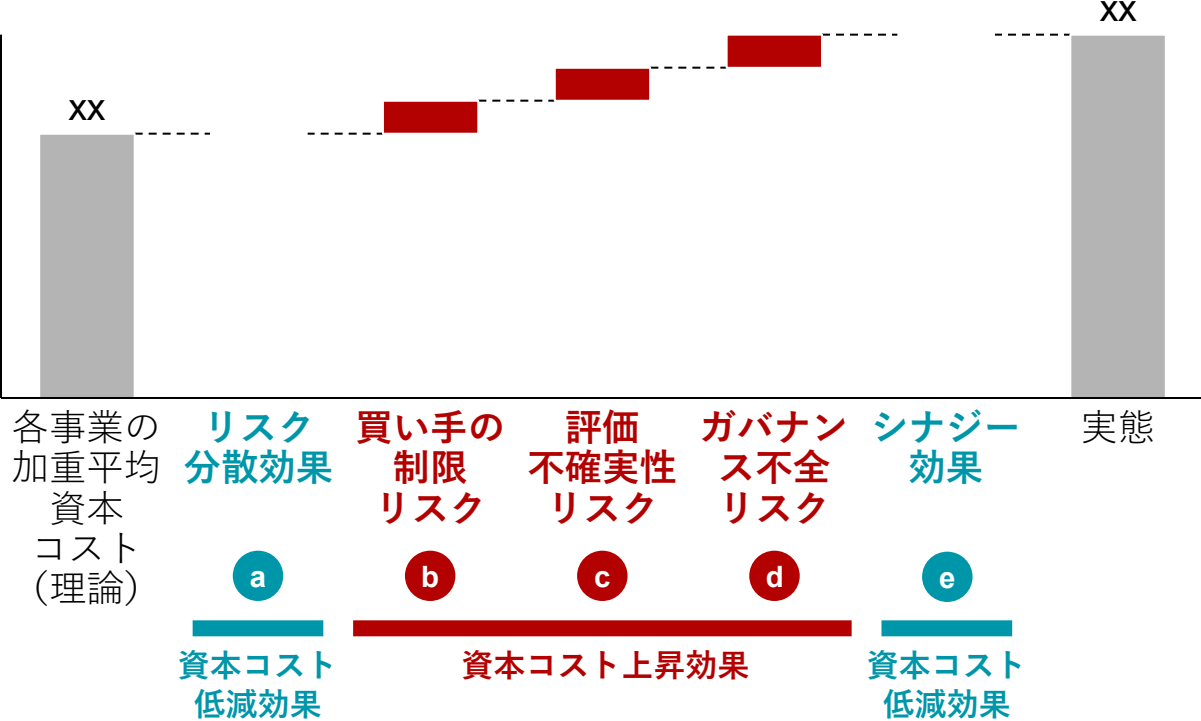 xx
xx
各事業の
加重平均
資本
コスト
（理論）
リスク
分散効果
買い手の
制限
リスク
評価
不確実性
リスク
ガバナン
ス不全
リスク
シナジー
効果
実態
a
b
c
d
e
資本コスト
低減効果
資本コスト上昇効果
資本コスト
低減効果